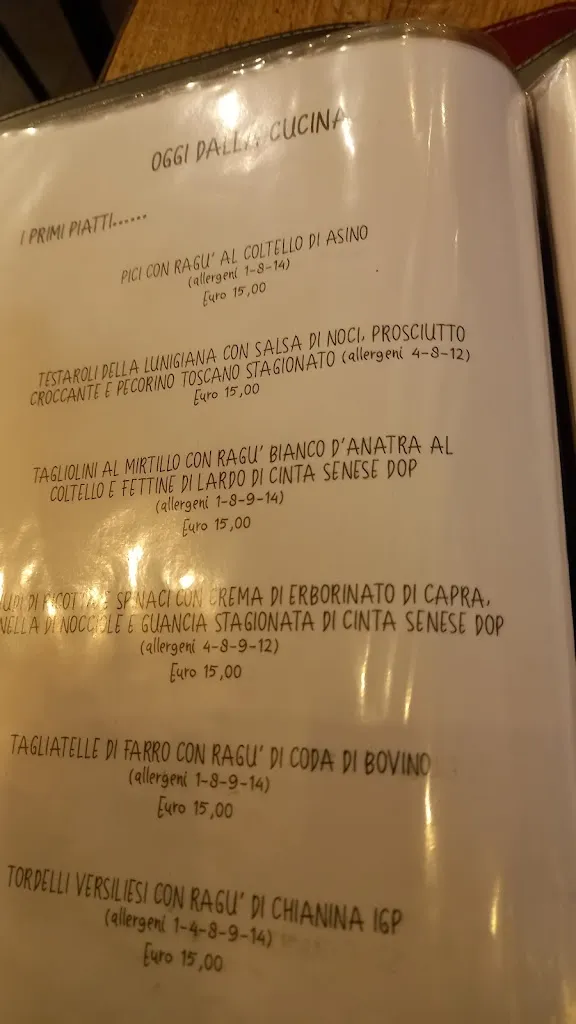 OGGI DALLA CUCINA
I PRIMI PIATTI......
PICI CON RAGU' AL COLTELLO DI ASINO
(allergeni 1-8-14)
Euro 15,00
TESTAROLI DELLA LUNIGIANA CON SALSA DI NOCI, PROSCIUTTO
CROCCANTE E PECORINO TOSCANO STAGIONATO (allergeni 4-8-12)
Euro 15,00
TAGLIOLINI AL MIRTILLO CON RAGU' BIANCO D'ANATRA AL
COLTELLO E FETTINE DI LARDO DI CINTA SENESE DOP
(allergeni 1-8-9-14)
Euro 15,00
DI RICOTTA E SPINACI CON CREMA DI ERBORINATO DI CAPRA,
DI NOCCIOLE E GUANCIA STAGIONATA DI CINTA SENESE DOP
(allergeni 4-8-9-12)
Euro 15,00
TAGLIATELLE DI FARRO CON RAGU' DI CODA DI BOVINO
(allergeni 1-8-9-14)
Euro 15,00
TORDELLI VERSILIESI CON RAGU' DI CHIANINA IGP
(allergeni 1-4-8-9-14)
Euro 15,00